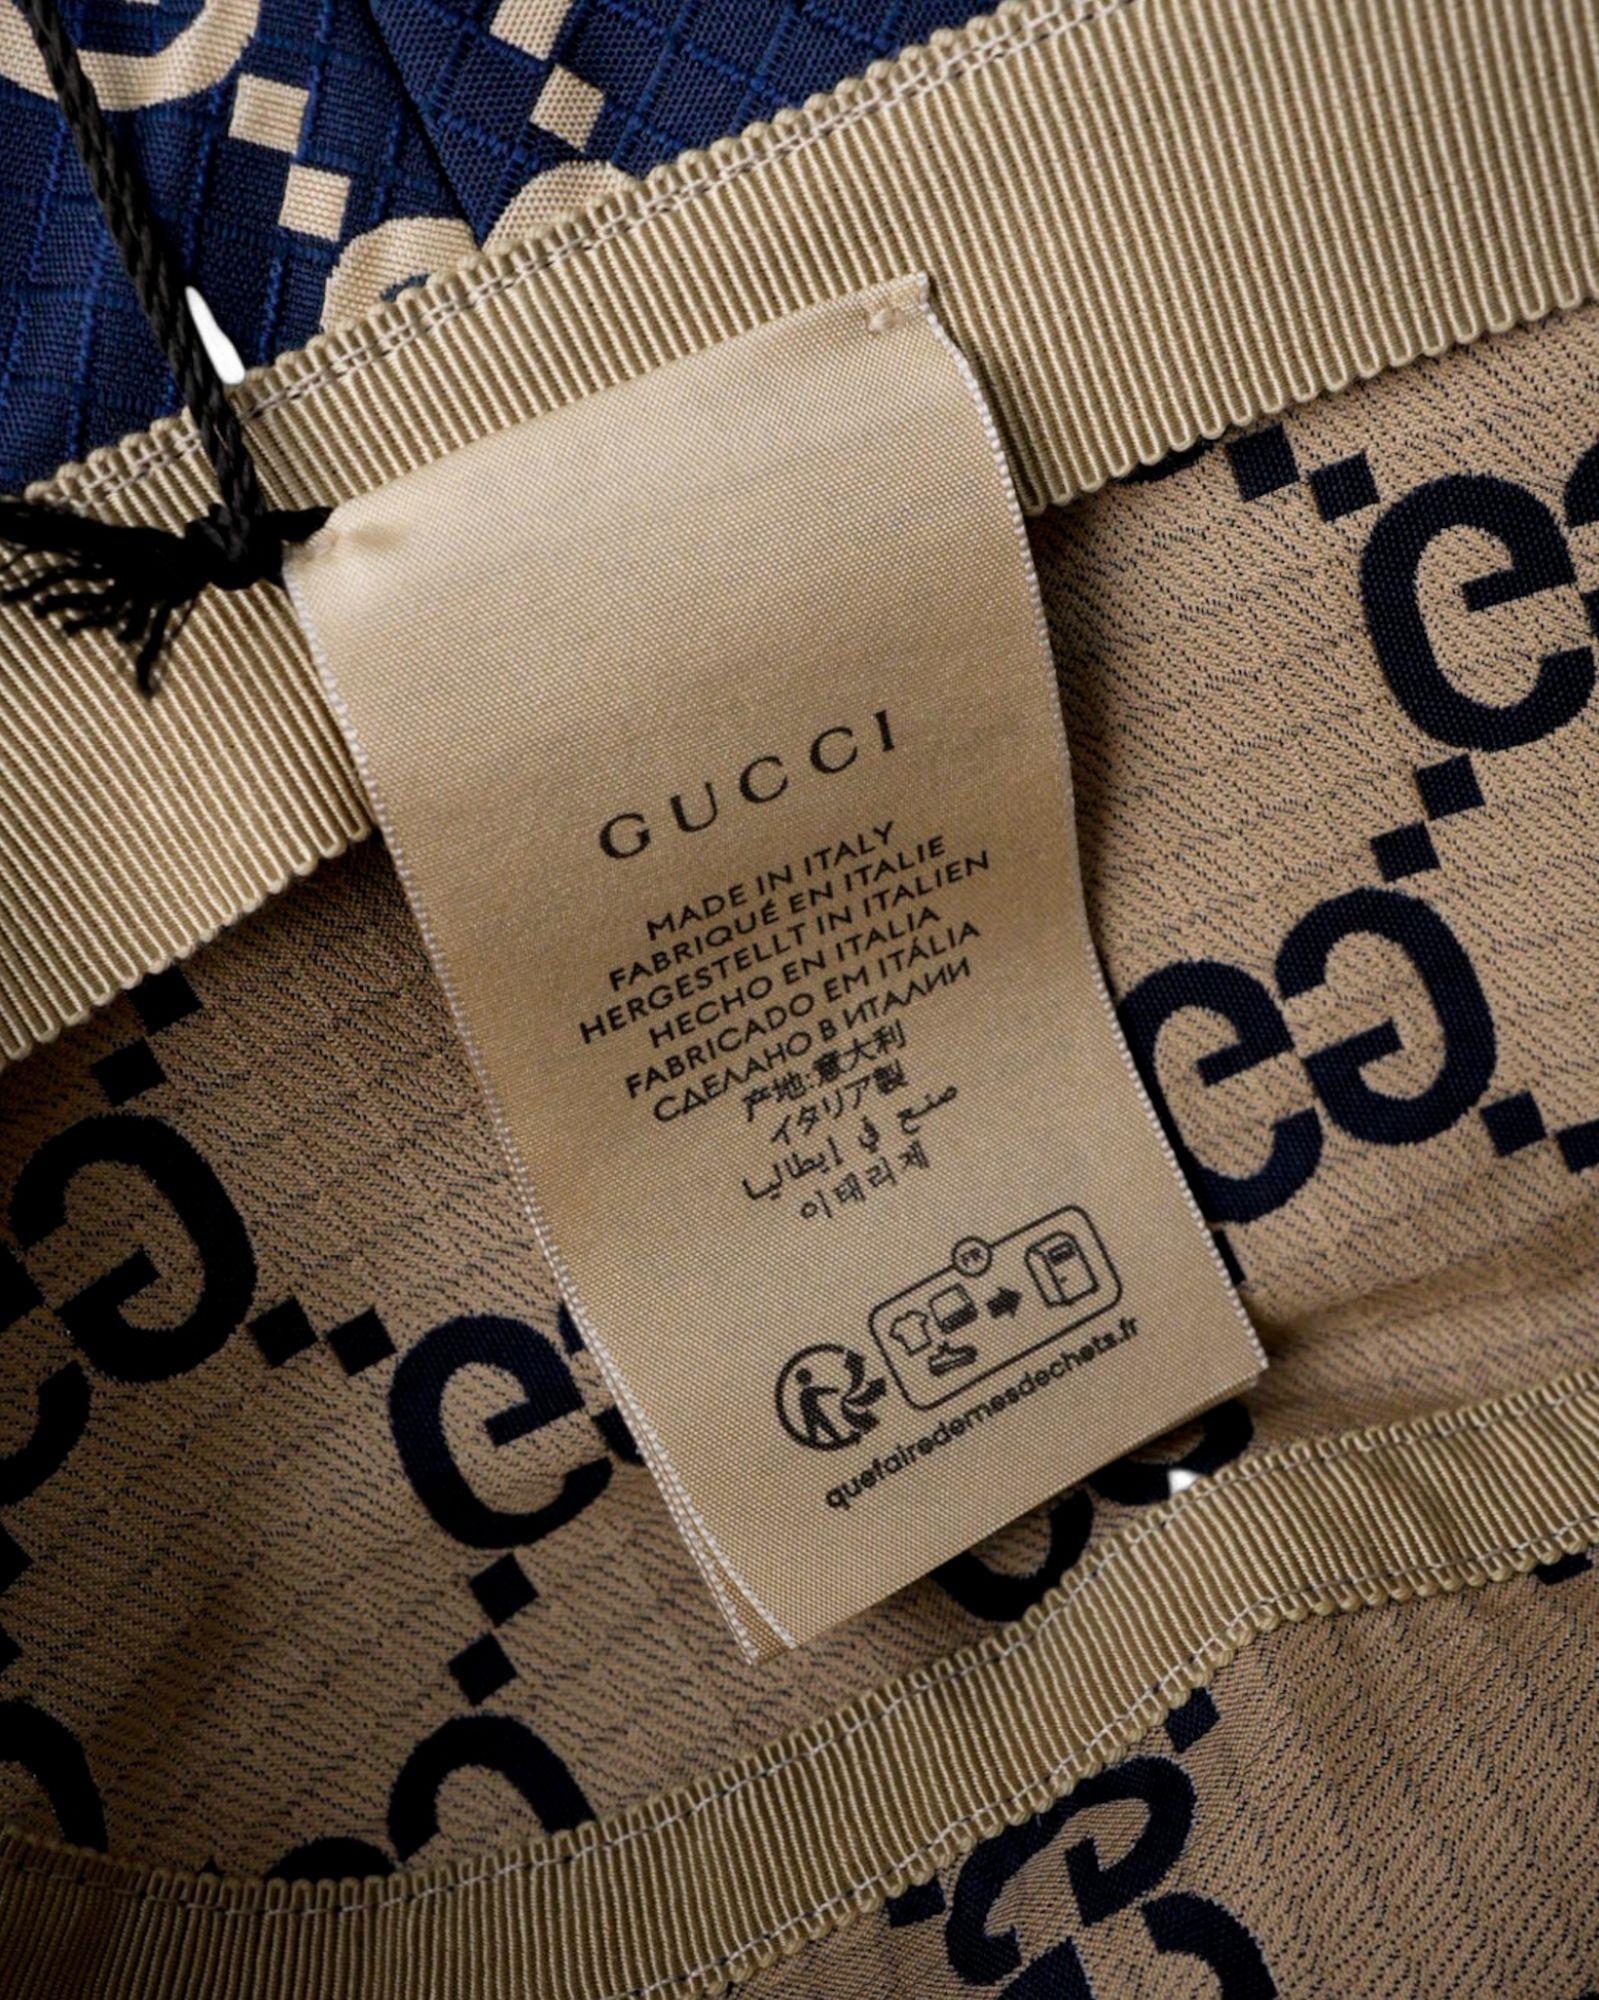 GUCCI
MADE IN ITALY
FABRIQUÉ EN ITALIE
HERGESTELLT IN ITALIEN
HECHO EN ITALIA
FABRICADO EM ITÁLIA
СДЕЛАНО В ИТАЛИИ
产地:意大利
イタリア製
صنع في إيطاليا
이태리제
FR
quefairedemesdechets.fr